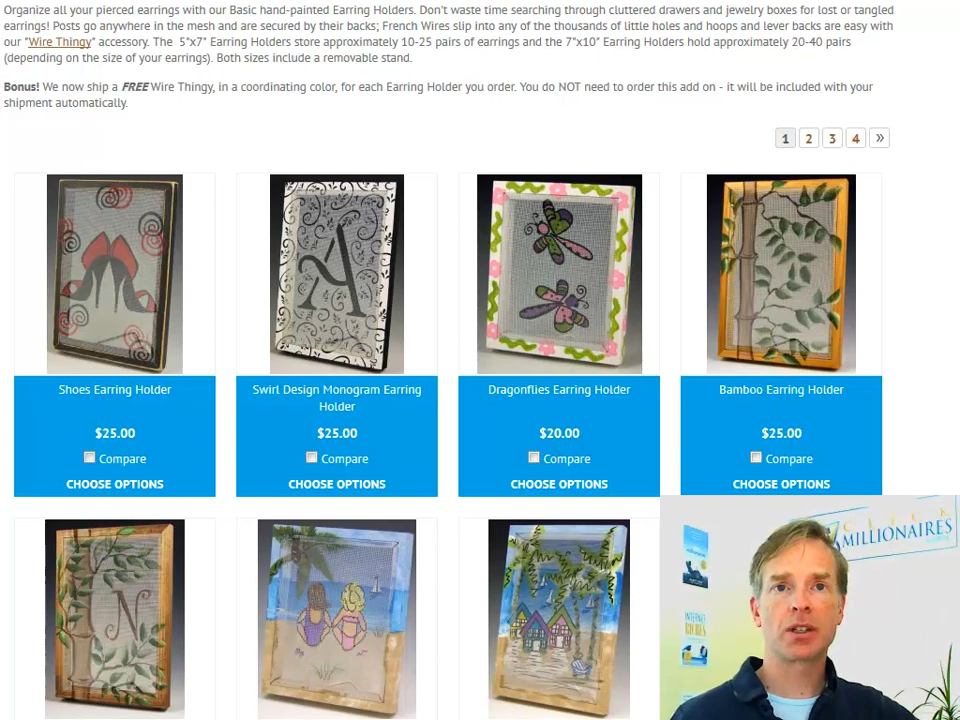 Organize all your pierced earrings with our Basic hand-painted Earring Holders. Don't waste time searching through cluttered drawers and jewelry boxes for lost or tangled
earrings! Posts go anywhere in the mesh and are secured by their backs; French Wires slip into any of the thousands of little holes and hoops and lever backs are easy with
our "Wire Thingy" accessory. The 5"x7" Earring Holders store approximately 10-25 pairs of earrings and the 7"x10" Earring Holders hold approximately 20-40 pairs
(depending on the size of your earrings). Both sizes include a removable stand.
Bonus! We now ship a FREE Wire Thingy, in a coordinating color, for each Earring Holder you order. You do NOT need to order this add on - it will be included with your
shipment automatically.
1 2 3 4 »
A
Shoes Earring Holder
$25.00
Compare
CHOOSE OPTIONS
Swirl Design Monogram Earring
Holder
$25.00
Compare
CHOOSE OPTIONS
Dragonflies Earring Holder
$20.00
Compare
CHOOSE OPTIONS
Bamboo Earring Holder
$25.00
Compare
CHOOSE OPTIONS
N
CLICK
MILLIONAIRES
INTERNET
RICHES